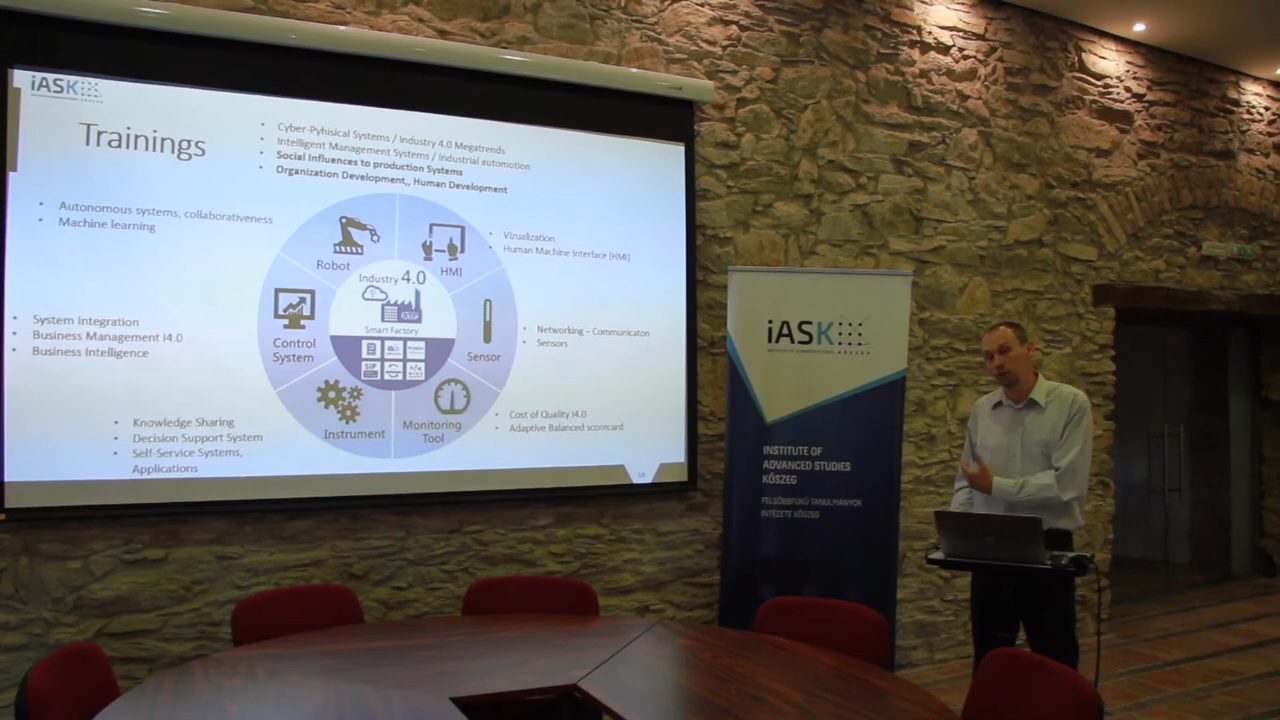 iASK
Trainings
• Cyber-Pyhisical Systems / Industry 4.0 Megatrends
• Intelligent Management Systems / Industrial automotion
• Social Influences to production Systems
• Organization Development,, Human Development
• Autonomous systems, collaborativeness
• Machine learning
• Vizualization
• Human Machine Interface (HMI)
Robot
HMI
Industry 4.0
Smart Factory
• System Integration
• Business Management I4.0
• Business Intelligence
Control
System
Sensor
• Networking – Communicaton
• Sensors
SIP
Instrument
Monitoring
Tool
• Knowledge Sharing
• Decision Support System
• Self-Service Systems,
Applications
• Cost of Quality I4.0
• Adaptive Balanced scorecard
iASK
INSTITUTE OF
ADVANCED STUDIES
KŐSZEG
FELSŐBBFOKÚ TANULMÁNYOK
INTÉZETE KŐSZEG